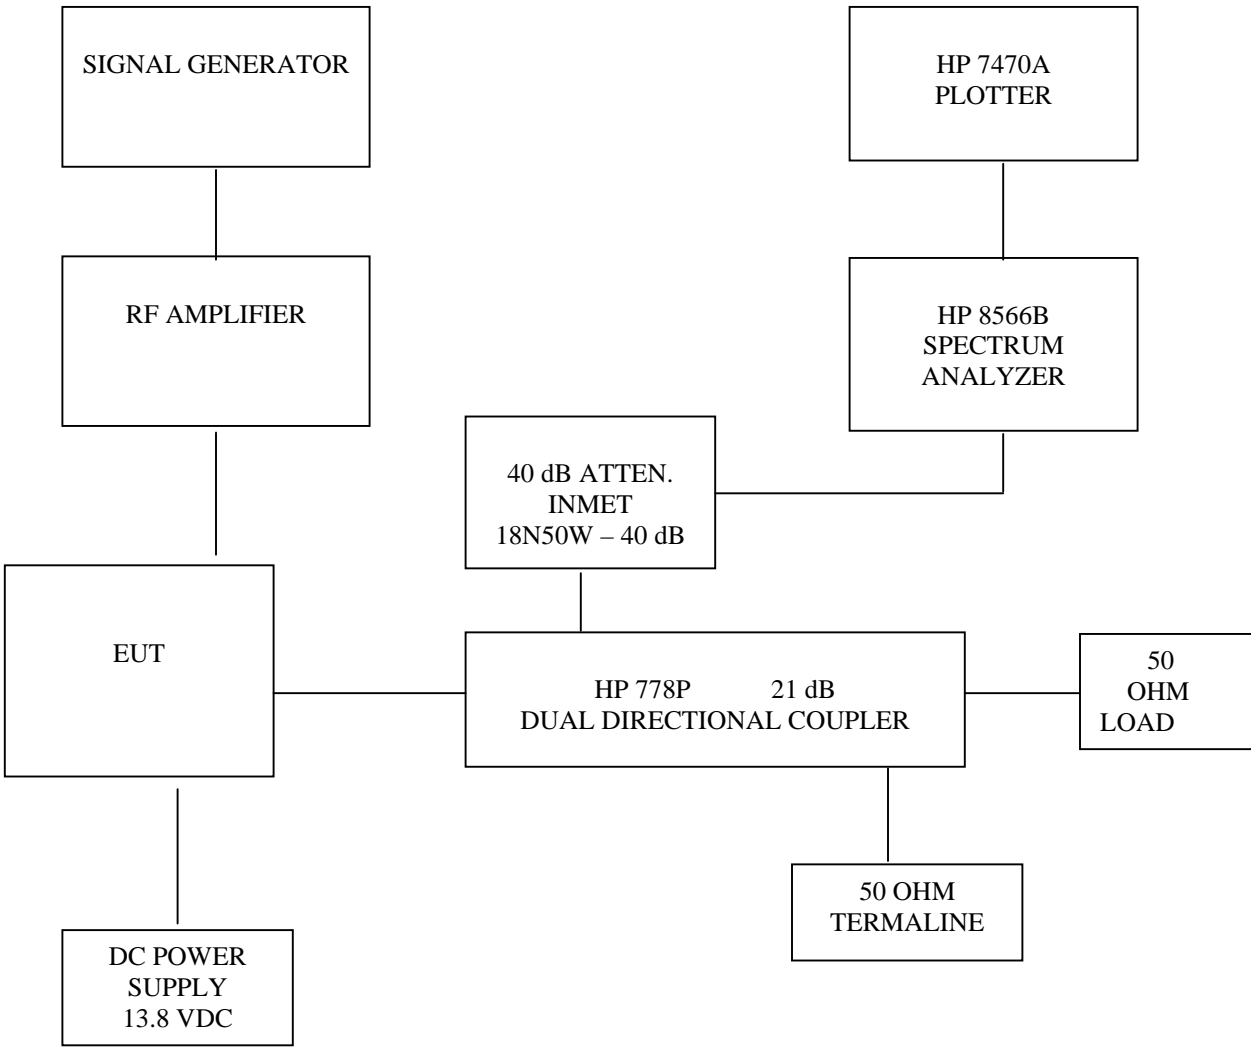 SIGNAL GENERATOR
HP 7470A
PLOTTER
RF AMPLIFIER
HP 8566B
SPECTRUM
ANALYZER
40 dB ATTEN.
INMET
18N50W – 40 dB
EUT
HP 778P 21 dB
DUAL DIRECTIONAL COUPLER
50
OHM
LOAD
50 OHM
TERMALINE
DC POWER
SUPPLY
13.8 VDC